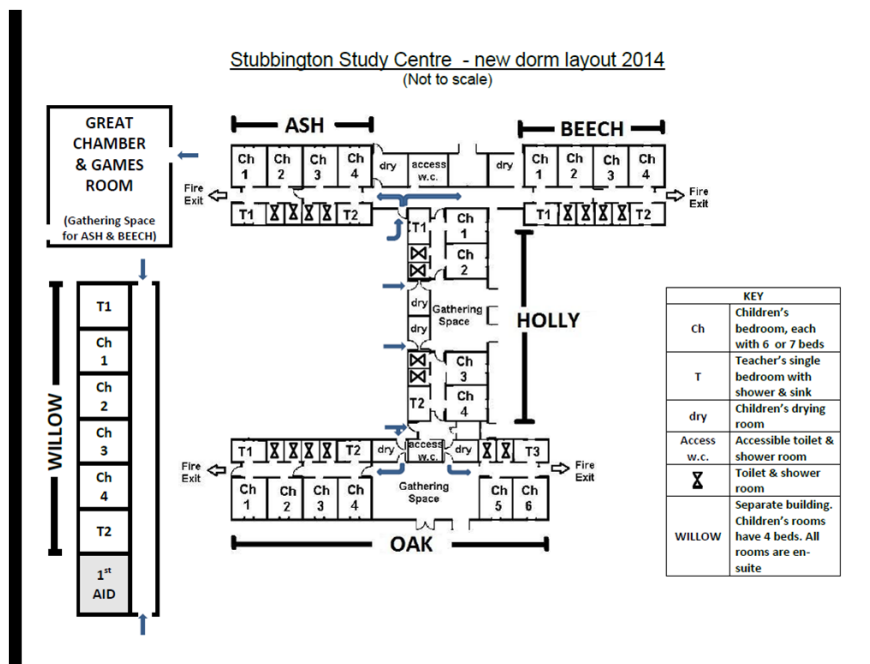 Stubbington Study Centre - new dorm layout 2014
(Not to scale)
GREAT
CHAMBER
& GAMES
ROOM
(Gathering Space
for ASH & BEECH)
ASH
BEECH
Ch
1
Ch
2
Ch
3
Ch
4
dry
access
w.c.
dry
Ch
1
Ch
2
Ch
3
Ch
4
Fire
Exit
Fire
Exit
T1
T2
T1
T2
T1
Ch
1
Ch
2
dry
dry
Gathering
Space
HOLLY
Ch
3
Ch
4
T2
WILLOW
T1
Ch
1
Ch
2
Ch
3
Ch
4
T2
1st
AID
T1
T2
dry
access
w.c.
dry
T3
Fire
Exit
Fire
Exit
Ch
1
Ch
2
Ch
3
Ch
4
Gathering
Space
Ch
5
Ch
6
OAK
KEY
Ch
Children's
bedroom, each
with 6 or 7 beds
T
Teacher's single
bedroom with
shower & sink
dry
Children's drying
room
Access
w.c.
Accessible toilet &
shower room
Toilet & shower
room
WILLOW
Separate building.
Children's rooms
have 4 beds. All
rooms are en-
suite